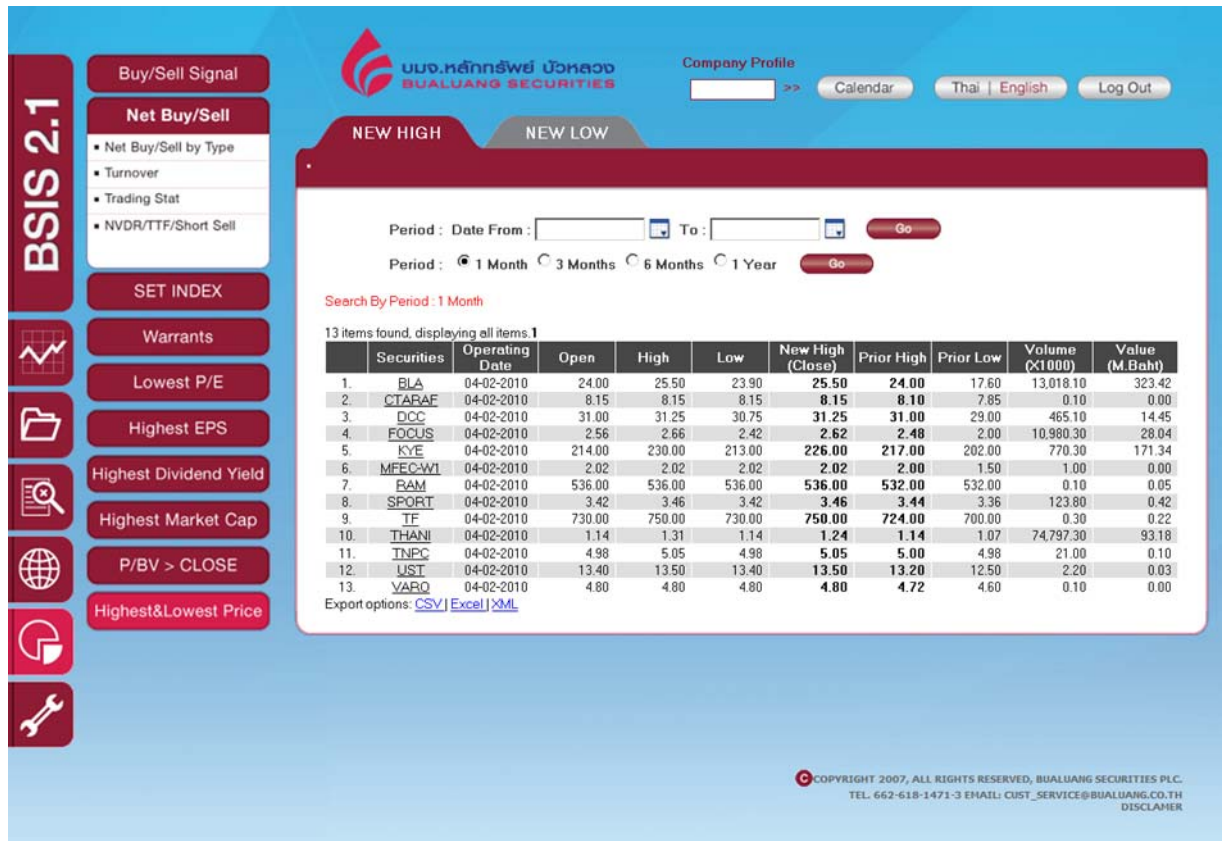 BSIS 2.1
Buy/Sell Signal
Net Buy/Sell
Net Buy/Sell by Type
Turnover
Trading Stat
NVDR/TTF/Short Sell
SET INDEX
Warrants
Lowest P/E
Highest EPS
Highest Dividend Yield
Highest Market Cap
P/BV > CLOSE
Highest&Lowest Price
บมจ.หลักทรัพย์ บัวหลวง
BUALUANG SECURITIES
Company Profile
>> Calendar Thai | English Log Out
NEW HIGH NEW LOW
Period : Date From : To : Go
Period : 1 Month 3 Months 6 Months 1 Year Go
Search By Period : 1 Month
13 items found, displaying all items.1
Securities Operating Date Open High Low New High (Close) Prior High Prior Low Volume (X1000) Value (M.Baht)
1. BLA 04-02-2010 24.00 25.50 23.90 25.50 24.00 17.60 13,018.10 323.42
2. CTARAF 04-02-2010 8.15 8.15 8.15 8.15 8.10 7.85 0.10 0.00
3. DCC 04-02-2010 31.00 31.25 30.75 31.25 31.00 29.00 465.10 14.45
4. FOCUS 04-02-2010 2.56 2.66 2.42 2.62 2.48 2.00 10,980.30 28.04
5. KYE 04-02-2010 214.00 230.00 213.00 226.00 217.00 202.00 770.30 171.34
6. MFEC-W1 04-02-2010 2.02 2.02 2.02 2.02 2.00 1.50 1.00 0.00
7. RAM 04-02-2010 536.00 536.00 536.00 536.00 532.00 532.00 0.10 0.05
8. SPORT 04-02-2010 3.42 3.46 3.42 3.46 3.44 3.36 123.80 0.42
9. TF 04-02-2010 730.00 750.00 730.00 750.00 724.00 700.00 0.30 0.22
10. THANI 04-02-2010 1.14 1.31 1.14 1.24 1.14 1.07 74,797.30 93.18
11. TNPC 04-02-2010 4.98 5.05 4.98 5.05 5.00 4.98 21.00 0.10
12. UST 04-02-2010 13.40 13.50 13.40 13.50 13.20 12.50 2.20 0.03
13. VARO 04-02-2010 4.80 4.80 4.80 4.80 4.72 4.60 0.10 0.00
Export options: CSV | Excel | XML
C COPYRIGHT 2007, ALL RIGHTS RESERVED, BUALUANG SECURITIES PLC.
TEL. 662-618-1471-3 EMAIL: CUST_SERVICE@BUALUANG.CO.TH
DISCLAMER